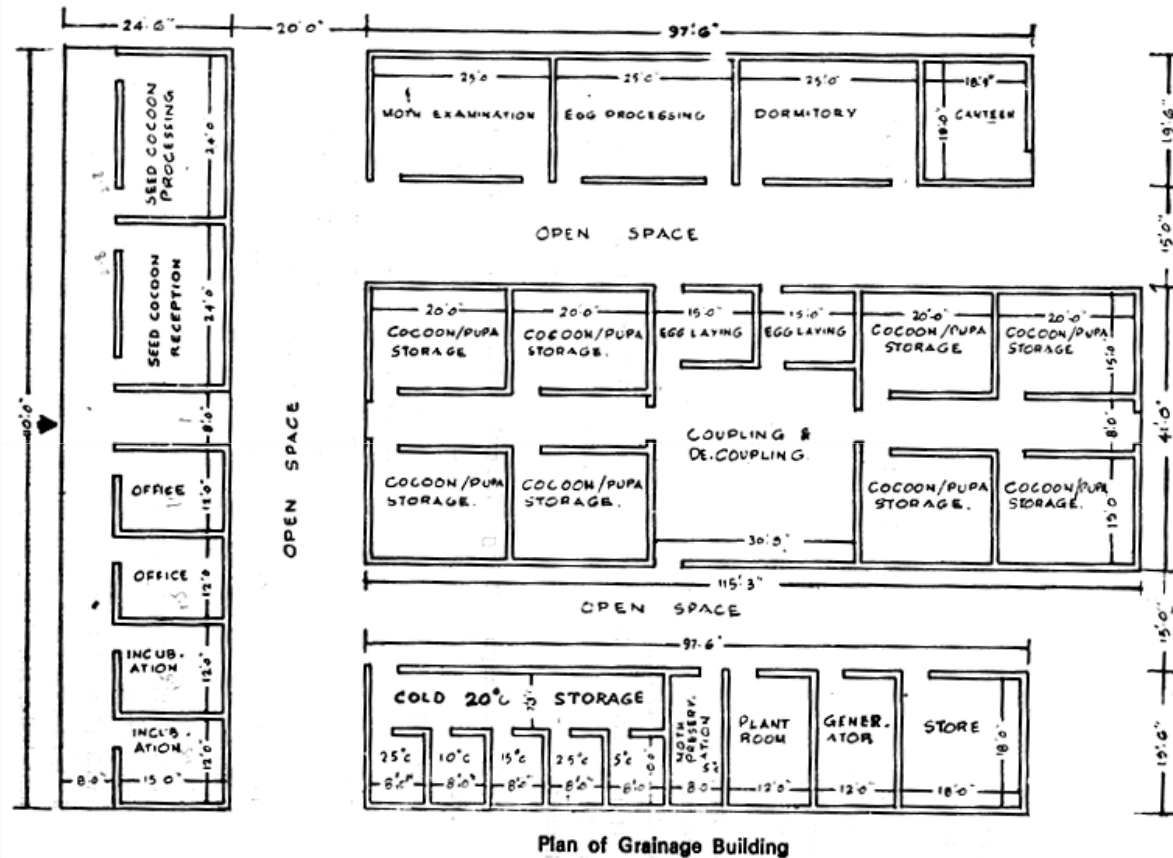 24'6"
20'0"
97'6"
25'0
25'0
25'0"
18'9"
MOTH EXAMINATION
EGG PROCESSING
DORMITORY
CANTEEN
18'0"
19'6"
SEED COCOON
PROCESSING
24'0"
OPEN SPACE
15'0"
SEED COCOON
RECEPTION
24'0"
20'0"
20'0"
15'0"
15'0"
20'0"
20'0"
COCOON/PUPA
STORAGE
COCOON/PUPA
STORAGE.
EGG LAYING
EGG LAYING
COCOON/PUPA
STORAGE
COCOON/PUPA
STORAGE
15'0"
8'0"
8'0"
41'0"
OPEN SPACE
COUPLING &
DE.COUPLING
COCOON/PUPA
STORAGE.
COCOON/PUPA
STORAGE.
COCOON/PUPA
STORAGE.
COCOON/PUPA
STORAGE.
15'0
30'9"
115'3"
OFFICE
12'0"
OFFICE
12'0"
INCUB-
ATION
12'0"
INCUB-
ATION
12'0"
8'0"
15'0"
OPEN SPACE
15'0"
97'6"
COLD 20°C STORAGE
25°C
10°C
15°C
25°C
5°C
8'0"
8'0"
8'0"
8'0"
MOTH
PRESERV-
ATION
5°C
8'0"
PLANT
ROOM
12'0"
GENER-
ATOR
12'0"
STORE
18'0"
18'0"
19'6"
Plan of Grainage Building